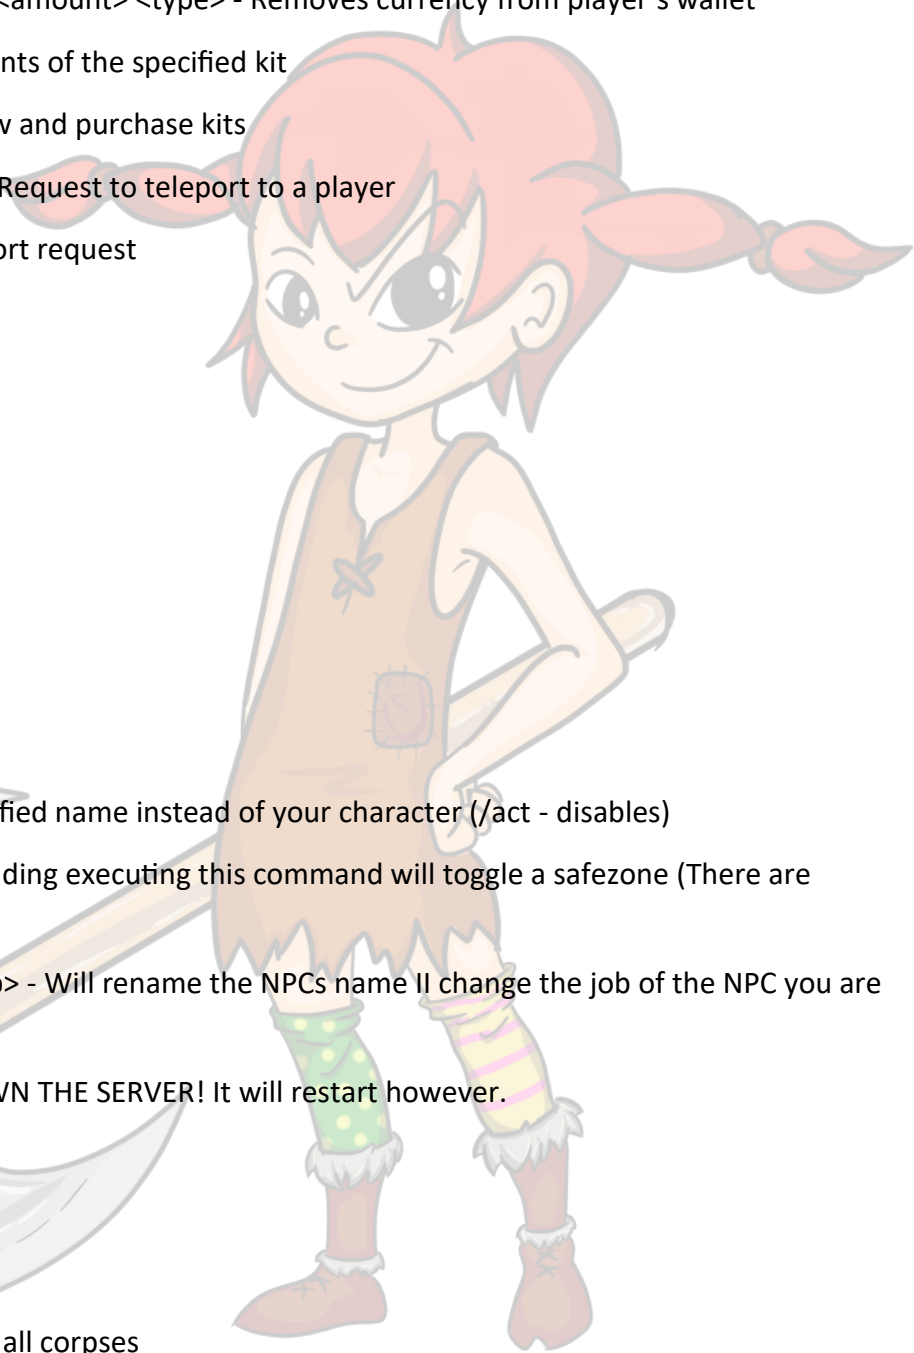 <amount> <type> - Removes currency from player's wallet
nts of the specified kit
w and purchase kits
Request to teleport to a player
ort request
fied name instead of your character (/act - disables)
ding executing this command will toggle a safezone (There are
> - Will rename the NPCs name II change the job of the NPC you are
WN THE SERVER! It will restart however.
all corpses